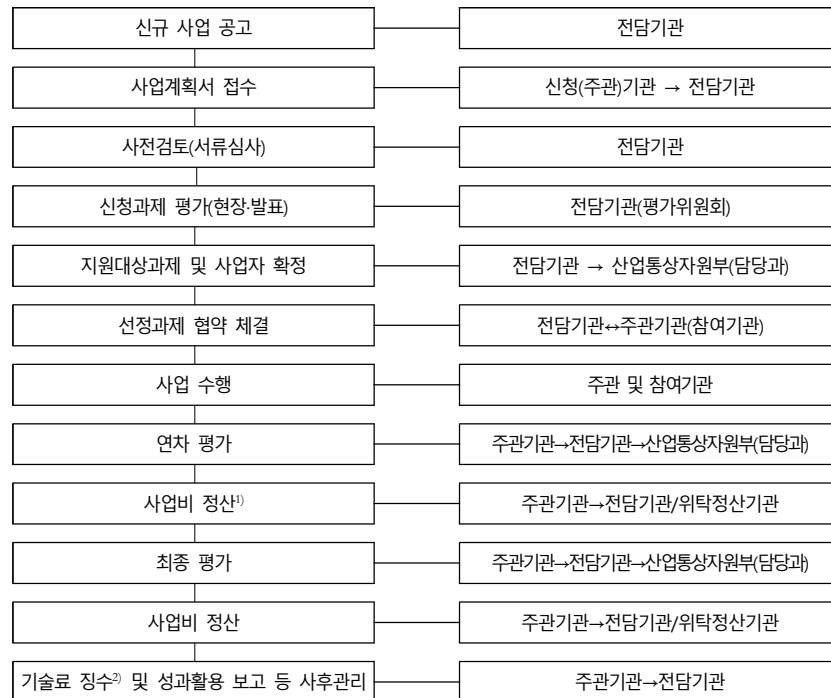 신규 사업 공고
전담기관
사업계획서 접수
신청(주관)기관 → 전담기관
사전검토(서류심사)
전담기관
신청과제 평가(현장·발표)
전담기관(평가위원회)
지원대상과제 및 사업자 확정
전담기관 → 산업통상자원부(담당과)
선정과제 협약 체결
전담기관↔주관기관(참여기관)
사업 수행
주관 및 참여기관
연차 평가
주관기관→전담기관→산업통상자원부(담당과)
사업비 정산1)
주관기관→전담기관/위탁정산기관
최종 평가
주관기관→전담기관→산업통상자원부(담당과)
사업비 정산
주관기관→전담기관/위탁정산기관
기술료 징수2) 및 성과활용 보고 등 사후관리
주관기관→전담기관